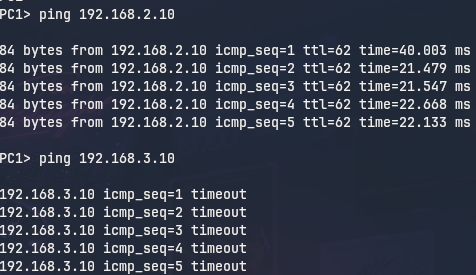 PC1> ping 192.168.2.10
84 bytes from 192.168.2.10 icmp_seq=1 ttl=62 time=40.003 ms
84 bytes from 192.168.2.10 icmp_seq=2 ttl=62 time=21.479 ms
84 bytes from 192.168.2.10 icmp_seq=3 ttl=62 time=21.547 ms
84 bytes from 192.168.2.10 icmp_seq=4 ttl=62 time=22.668 ms
84 bytes from 192.168.2.10 icmp_seq=5 ttl=62 time=22.133 ms
PC1> ping 192.168.3.10
192.168.3.10 icmp_seq=1 timeout
192.168.3.10 icmp_seq=2 timeout
192.168.3.10 icmp_seq=3 timeout
192.168.3.10 icmp_seq=4 timeout
192.168.3.10 icmp_seq=5 timeout